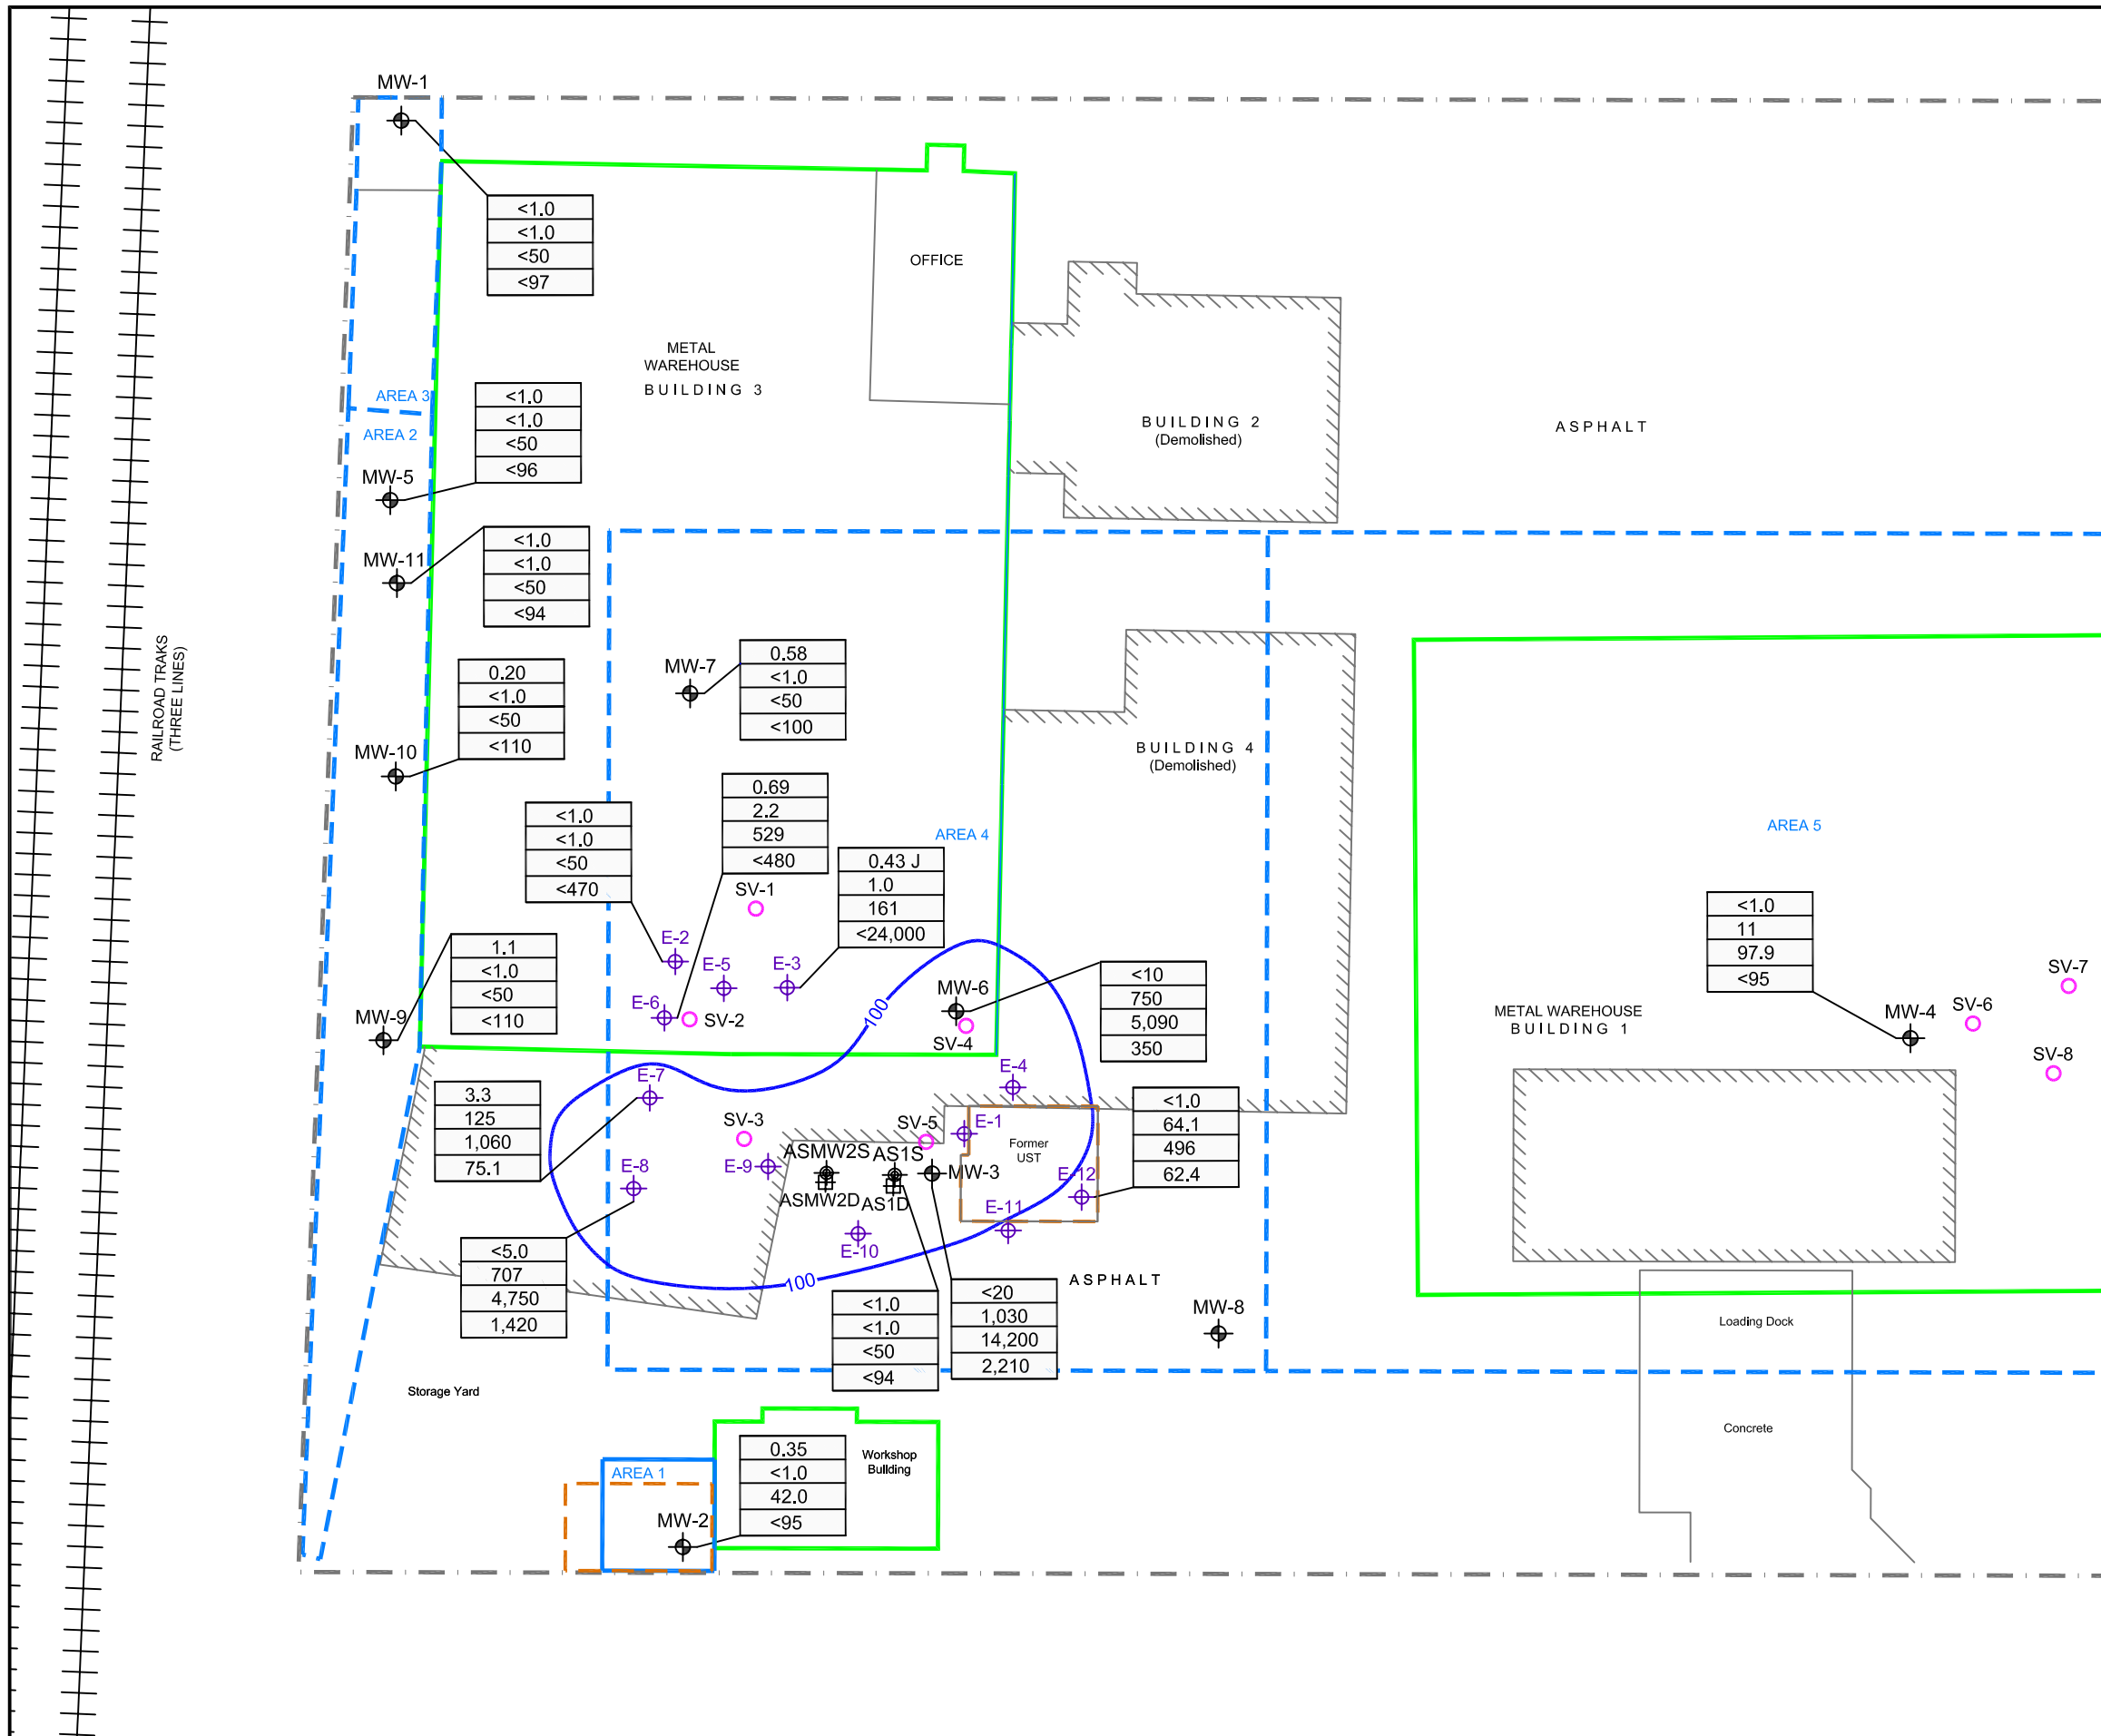 MW-1
<1.0
<1.0
<50
<97
OFFICE
METAL
WAREHOUSE
BUILDING 3
AREA 3
AREA 2
<1.0
<1.0
<50
<96
MW-5
BUILDING 2
(Demolished)
ASPHALT
MW-11
<1.0
<1.0
<50
<94
RAILROAD TRAKS
(THREE LINES)
MW-7
0.58
<1.0
<50
<100
0.20
<1.0
<50
<110
MW-10
BUILDING 4
(Demolished)
0.69
2.2
529
<480
<1.0
<1.0
<50
<470
AREA 4
AREA 5
0.43 J
1.0
161
<24,000
SV-1
<1.0
11
97.9
<95
E-2
E-5
E-3
E-6
SV-2
1.1
<1.0
<50
<110
MW-9
100
MW-6
SV-4
<10
750
5,090
350
METAL WAREHOUSE
BUILDING 1
MW-4
SV-6
SV-7
SV-8
E-7
E-4
3.3
125
1,060
75.1
SV-3
SV-5
E-1
Former
UST
<1.0
64.1
496
62.4
E-8
E-9
ASMW2S
AS1S
MW-3
ASMW2D
AS1D
E-12
E-11
E-10
<5.0
707
4,750
1,420
100
ASPHALT
<1.0
<1.0
<50
<94
<20
1,030
14,200
2,210
MW-8
Loading Dock
Storage Yard
Concrete
0.35
<1.0
42.0
<95
Workshop
Building
AREA 1
MW-2